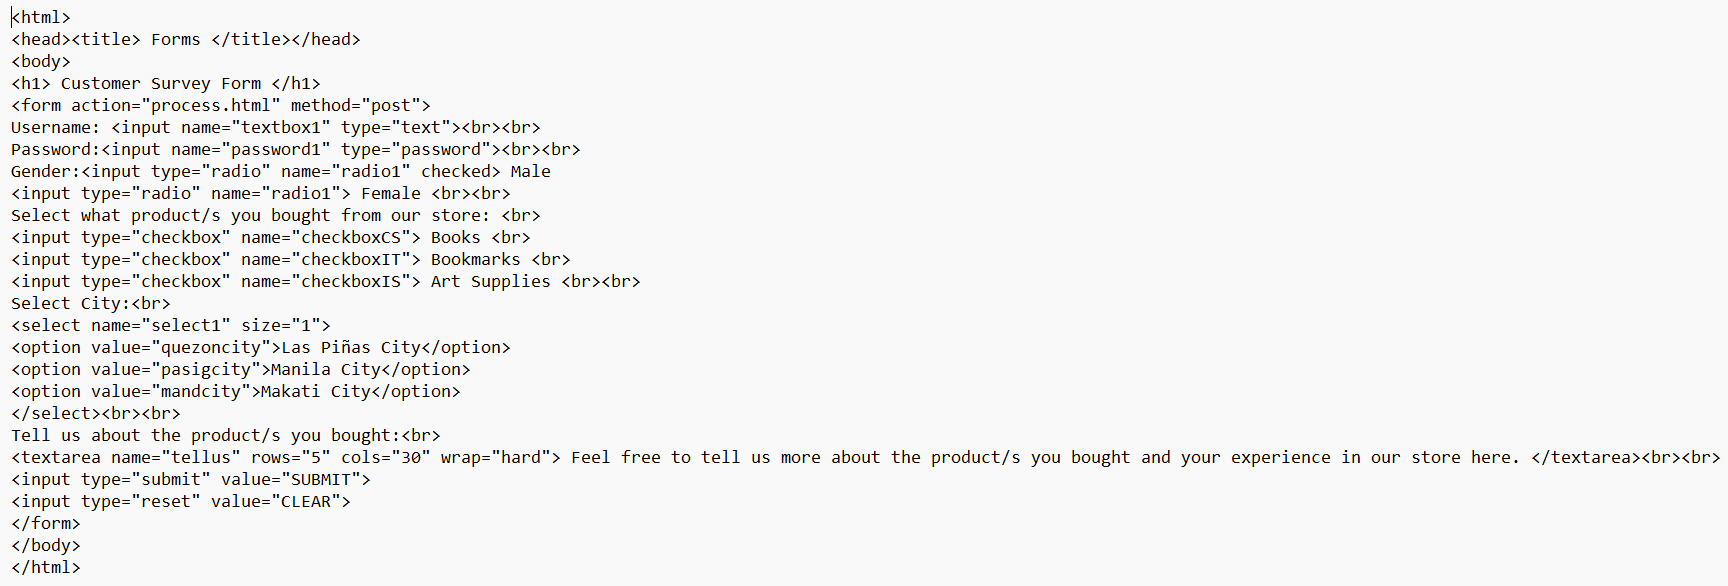 <html>
<head><title> Forms </title></head>
<body>
<h1> Customer Survey Form </h1>
<form action="process.html" method="post">
Username: <input name="textbox1" type="text"><br><br>
Password:<input name="password1" type="password"><br><br>
Gender:<input type="radio" name="radio1" checked> Male
<input type="radio" name="radio1"> Female <br><br>
Select what product/s you bought from our store: <br>
<input type="checkbox" name="checkboxCS"> Books <br>
<input type="checkbox" name="checkboxIT"> Bookmarks <br>
<input type="checkbox" name="checkboxIS"> Art Supplies <br><br>
Select City:<br>
<select name="select1" size="1">
<option value="quezoncity">Las Piñas City</option>
<option value="pasigcity">Manila City</option>
<option value="mandcity">Makati City</option>
</select><br><br>
Tell us about the product/s you bought:<br>
<textarea name="tellus" rows="5" cols="30" wrap="hard"> Feel free to tell us more about the product/s you bought and your experience in our store here. </textarea><br><br>
<input type="submit" value="SUBMIT">
<input type="reset" value="CLEAR">
</form>
</body>
</html>